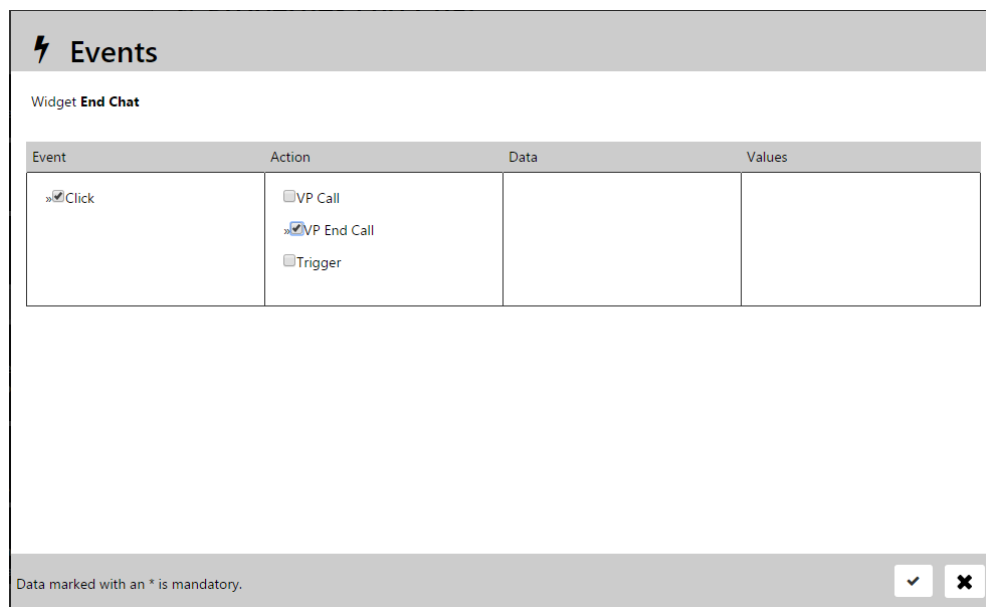 Events
Widget End Chat
Event Action Data Values
»Click VP Call
»VP End Call
Trigger
Data marked with an * is mandatory.